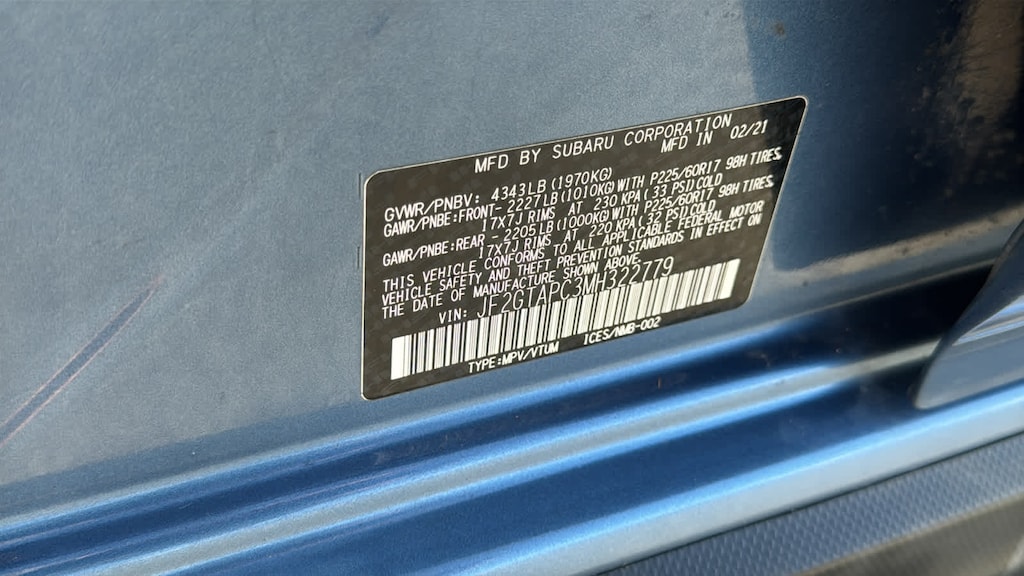 MFD BY SUBARU CORPORATION
MFD IN 02/21
GVWR/PNBV: 4343LB(1970KG)
GAWR/PNBE:FRONT-2227LB(1010KG)WITH P225/60R17 98H TIRES,
17X7J RIMS AT 230 KPA(33 PSI)COLD
GAWR/PNBE:REAR -2205LB(1000KG)WITH P225/60R17 98H TIRES,
17X7J RIMS AT 220 KPA(33 PSI)COLD
THIS VEHICLE CONFORMS TO ALL APPLICABLE FEDERAL MOTOR
VEHICLE SAFETY AND THEFT PREVENTION STANDARDS IN EFFECT ON
THE DATE OF MANUFACTURE SHOWN ABOVE.
VIN: JF2GTAPC3MH322779
TYPE:MPV/VTUM ICES/NMB-002